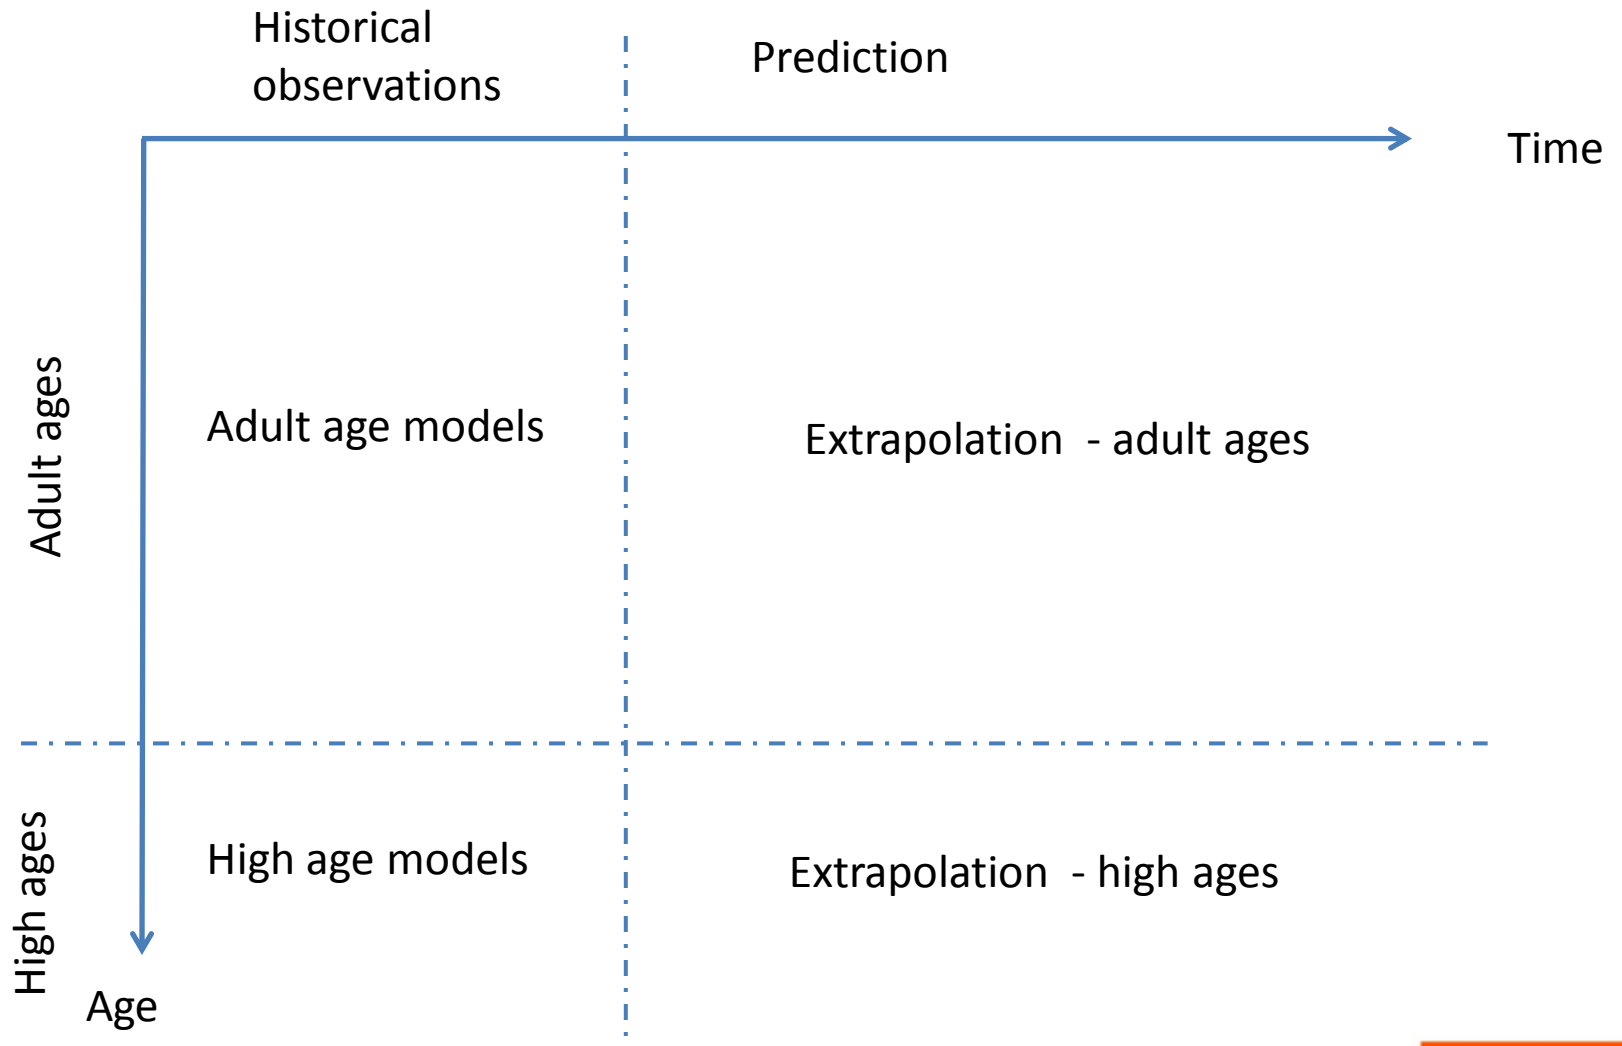 Historical
observations
Prediction
Time
Adult ages
Adult age models
Extrapolation - adult ages
High ages
High age models
Extrapolation - high ages
Age